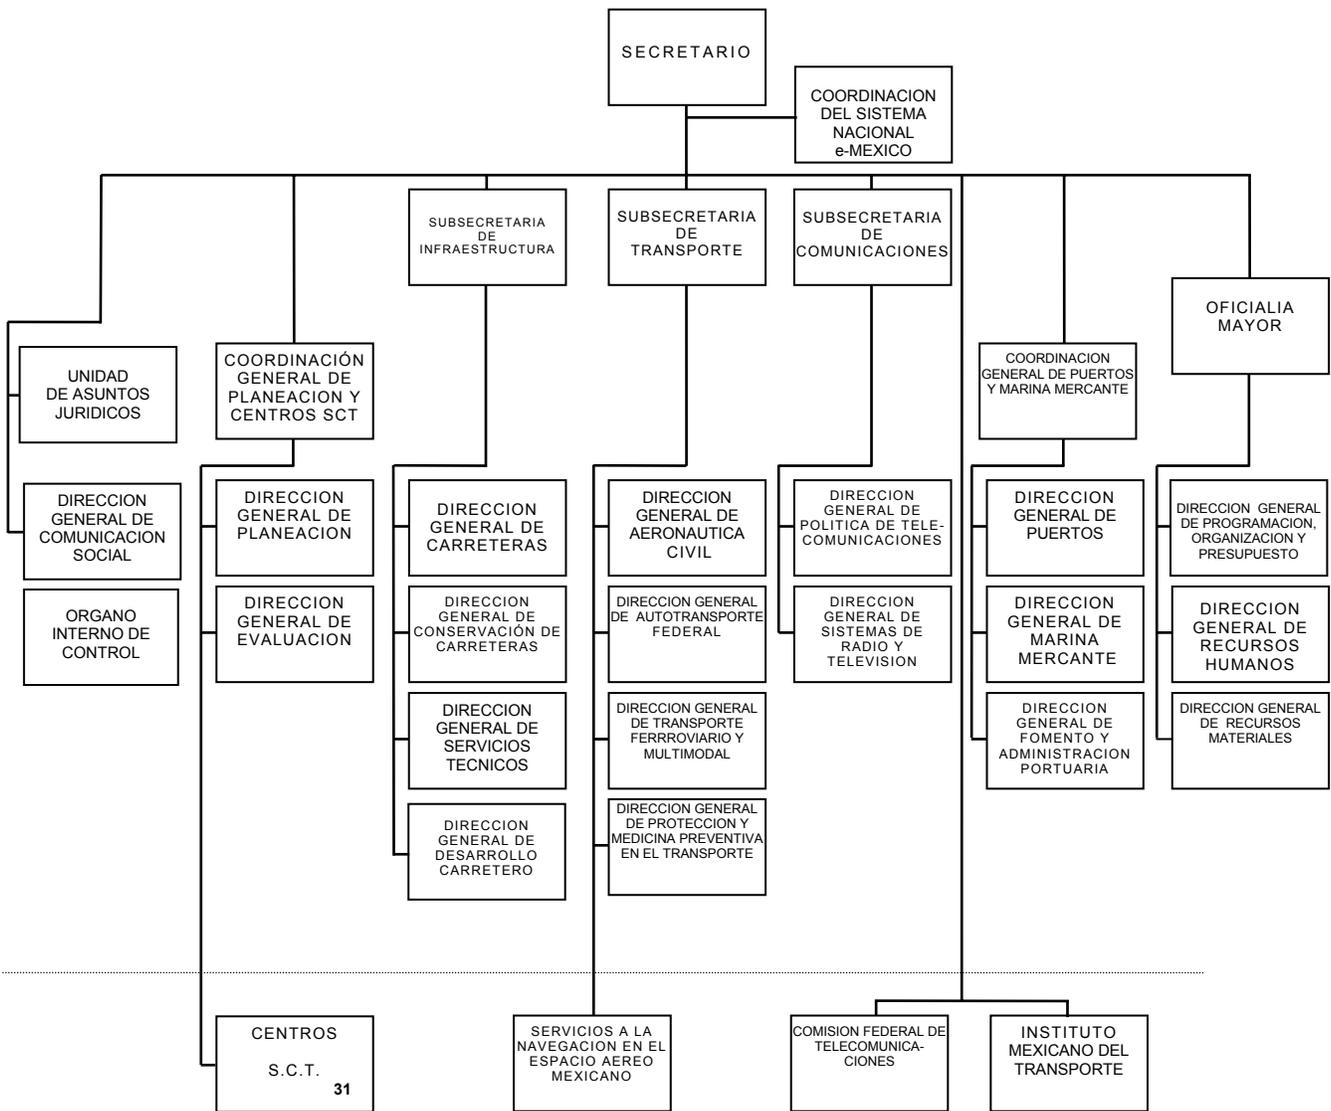 SECRETARIO
COORDINACION
DEL SISTEMA
NACIONAL
e-MEXICO
SUBSECRETARIA
DE
INFRAESTRUCTURA
SUBSECRETARIA
DE
TRANSPORTE
SUBSECRETARIA
DE
COMUNICACIONES
OFICIALIA
MAYOR
UNIDAD
DE ASUNTOS
JURIDICOS
COORDINACIÓN
GENERAL DE
PLANEACION Y
CENTROS SCT
COORDINACION
GENERAL DE PUERTOS
Y MARINA MERCANTE
DIRECCION
GENERAL DE
COMUNICACION
SOCIAL
DIRECCION
GENERAL DE
PLANEACION
DIRECCION
GENERAL DE
CARRETERAS
DIRECCION
GENERAL DE
AERONAUTICA
CIVIL
DIRECCION
GENERAL DE
POLITICA DE TELE-
COMUNICACIONES
DIRECCION
GENERAL DE
PUERTOS
DIRECCION GENERAL
DE PROGRAMACION,
ORGANIZACION Y
PRESUPUESTO
ORGANO
INTERNO DE
CONTROL
DIRECCION
GENERAL DE
EVALUACION
DIRECCION
GENERAL DE
CONSERVACIÓN DE
CARRETERAS
DIRECCION GENERAL
DE AUTOTRANSPORTE
FEDERAL
DIRECCION
GENERAL DE
SISTEMAS DE
RADIO Y
TELEVISION
DIRECCION
GENERAL DE
MARINA
MERCANTE
DIRECCION
GENERAL DE
RECURSOS
HUMANOS
DIRECCION
GENERAL DE
SERVICIOS
TECNICOS
DIRECCION GENERAL
DE TRANSPORTE
FERRROVIARIO Y
MULTIMODAL
DIRECCION
GENERAL DE
FOMENTO Y
ADMINISTRACION
PORTUARIA
DIRECCION GENERAL
DE RECURSOS
MATERIALES
DIRECCION
GENERAL DE
DESARROLLO
CARRETERO
DIRECCION GENERAL
DE PROTECCION Y
MEDICINA PREVENTIVA
EN EL TRANSPORTE
CENTROS
S.C.T.
31
SERVICIOS A LA
NAVEGACION EN EL
ESPACIO AEREO
MEXICANO
COMISION FEDERAL DE
TELECOMUNICA-
CIONES
INSTITUTO
MEXICANO DEL
TRANSPORTE